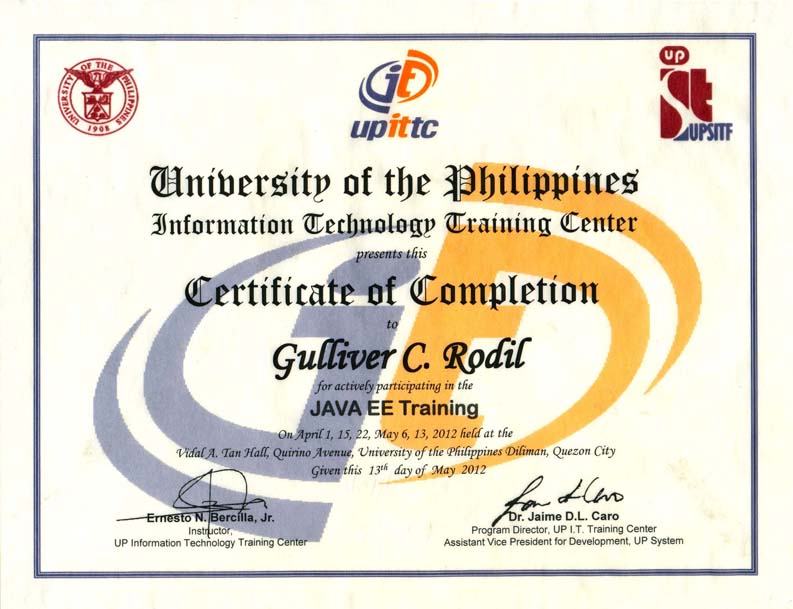 UNIVERSITY OF THE PHILIPPINES
1908
it
upittc
up
st
UPSITF
University of the Philippines
Information Technology Training Center
presents this
Certificate of Completion
to
Gulliver C. Rodil
for actively participating in the
JAVA EE Training
On April 1, 15, 22, May 6, 13, 2012 held at the
Vidal A. Tan Hall, Quirino Avenue, University of the Philippines Diliman, Quezon City
Given this 13th day of May 2012
Ernesto N. Bercilla, Jr.
Instructor,
UP Information Technology Training Center
Dr. Jaime D.L. Caro
Program Director, UP I.T. Training Center
Assistant Vice President for Development, UP System